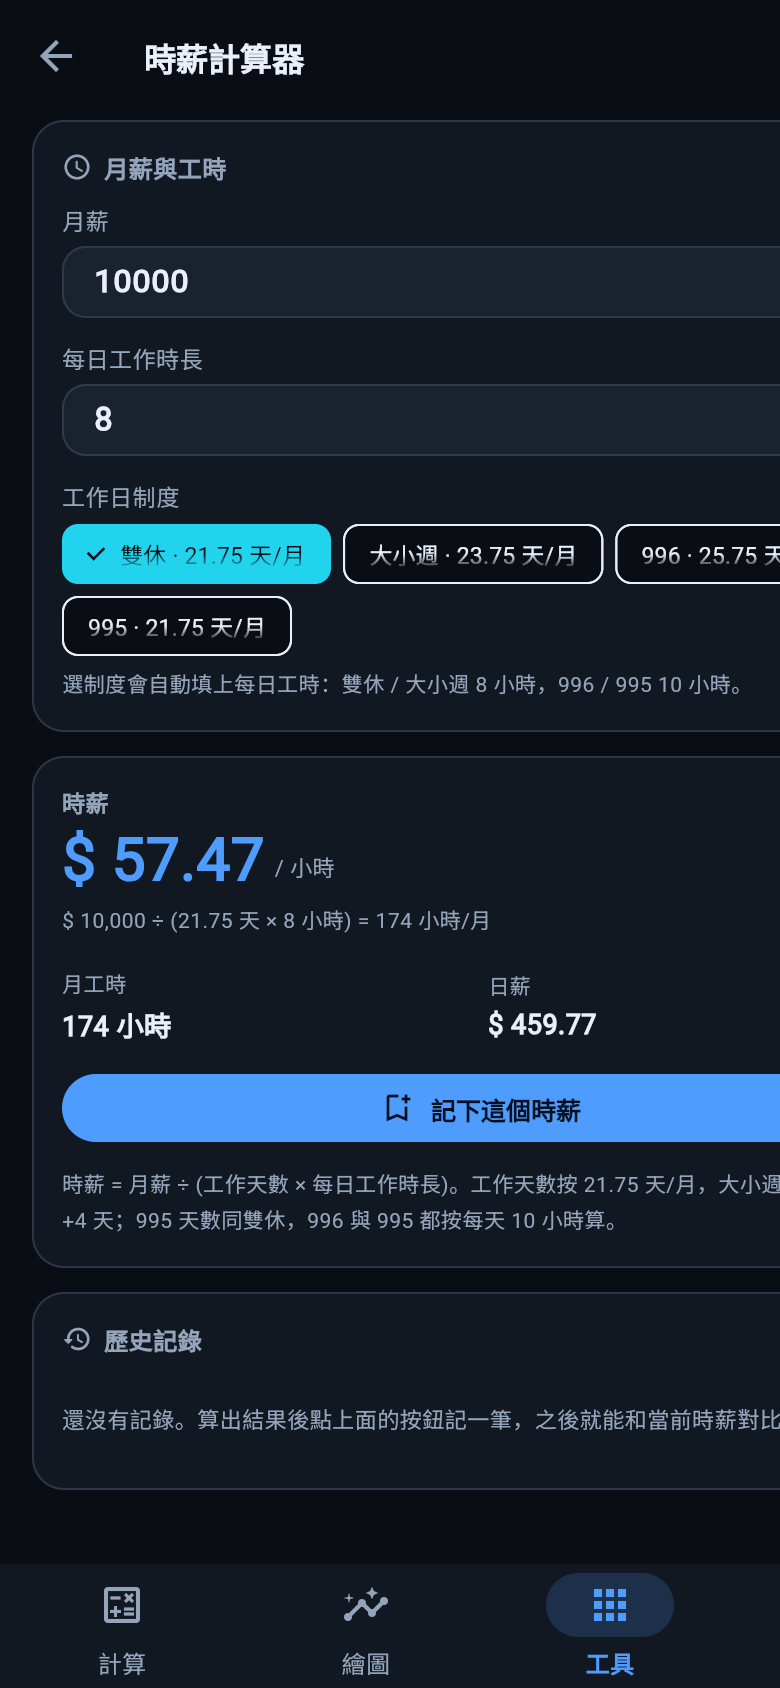 時薪計算器
月薪與工時
月薪
10000
每日工作時長
8
工作日制度
雙休 · 21.75 天/月
大小週 · 23.75 天/月
996 · 25.75 天
995 · 21.75 天/月
選制度會自動填上每日工時：雙休 / 大小週 8 小時，996 / 995 10 小時。
時薪
$ 57.47 / 小時
$ 10,000 ÷ (21.75 天 × 8 小時) = 174 小時/月
月工時
174 小時
日薪
$ 459.77
記下這個時薪
時薪 = 月薪 ÷ (工作天數 × 每日工作時長)。工作天數按 21.75 天/月，大小週
+4 天；995 天數同雙休，996 與 995 都按每天 10 小時算。
歷史記錄
還沒有記錄。算出結果後點上面的按鈕記一筆，之後就能和當前時薪對比
計算
繪圖
工具